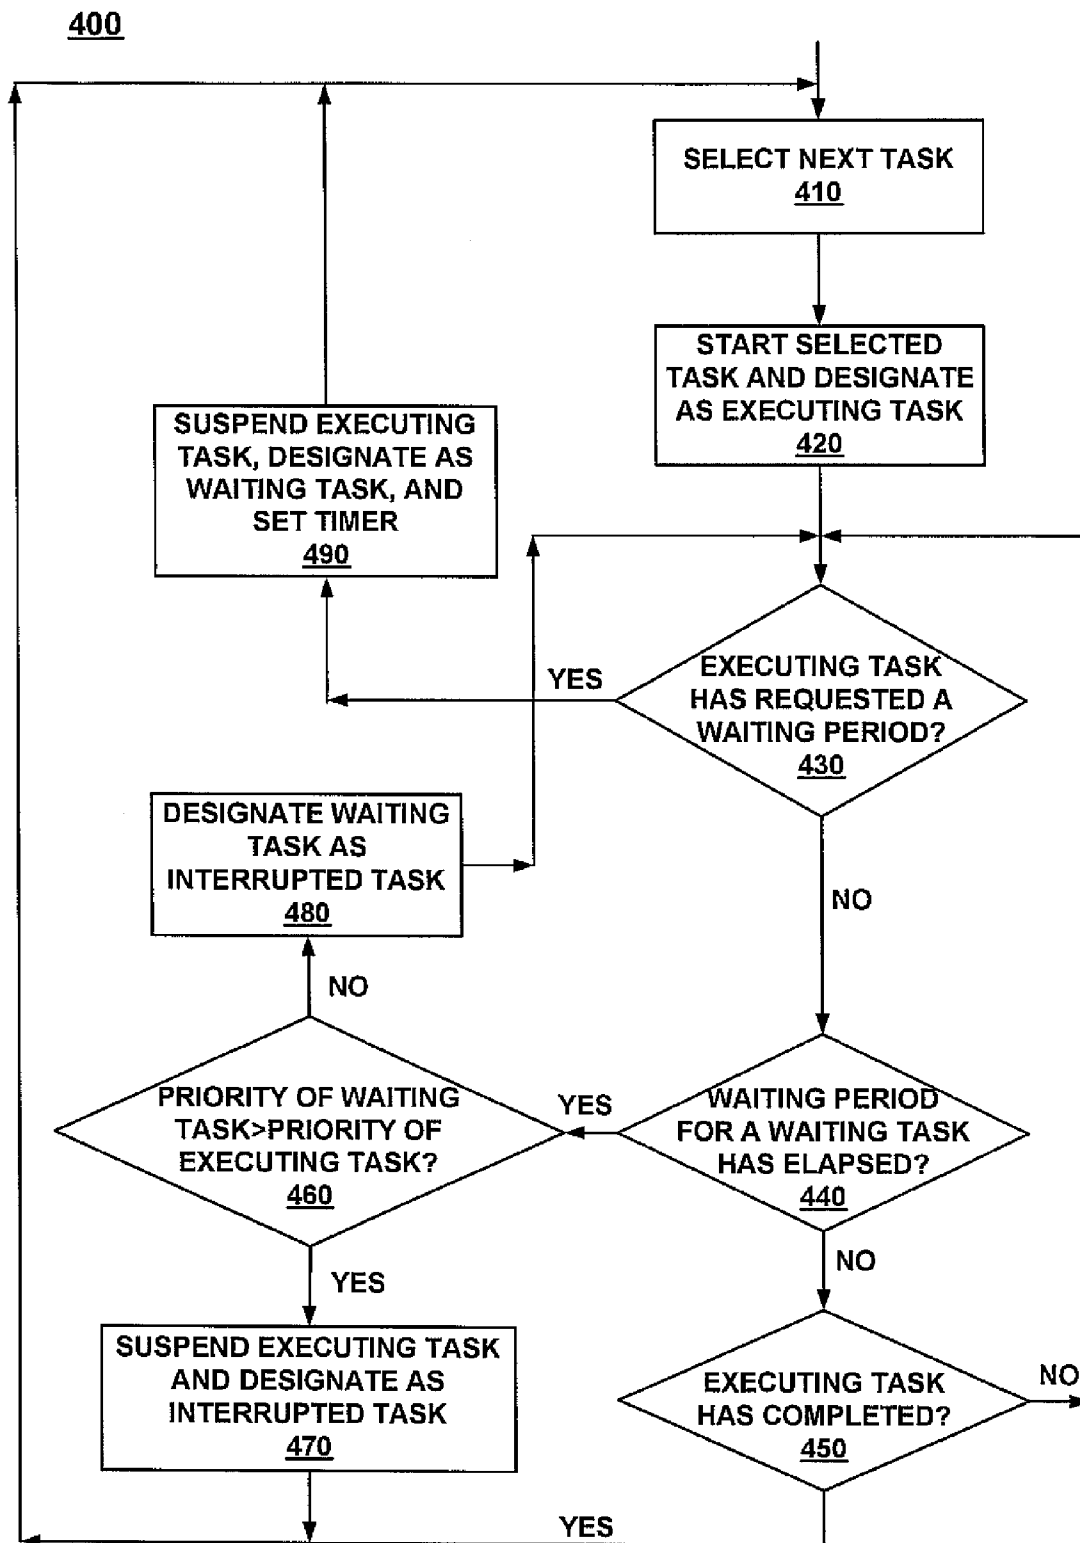 400
SELECT NEXT TASK
410
START SELECTED
TASK AND DESIGNATE
AS EXECUTING TASK
420
SUSPEND EXECUTING
TASK, DESIGNATE AS
WAITING TASK, AND
SET TIMER
490
EXECUTING TASK
HAS REQUESTED A
WAITING PERIOD?
430
YES
NO
DESIGNATE WAITING
TASK AS
INTERRUPTED TASK
480
NO
PRIORITY OF WAITING
TASK>PRIORITY OF
EXECUTING TASK?
460
YES
WAITING PERIOD
FOR A WAITING TASK
HAS ELAPSED?
440
NO
YES
SUSPEND EXECUTING TASK
AND DESIGNATE AS
INTERRUPTED TASK
470
EXECUTING TASK
HAS COMPLETED?
450
NO
YES